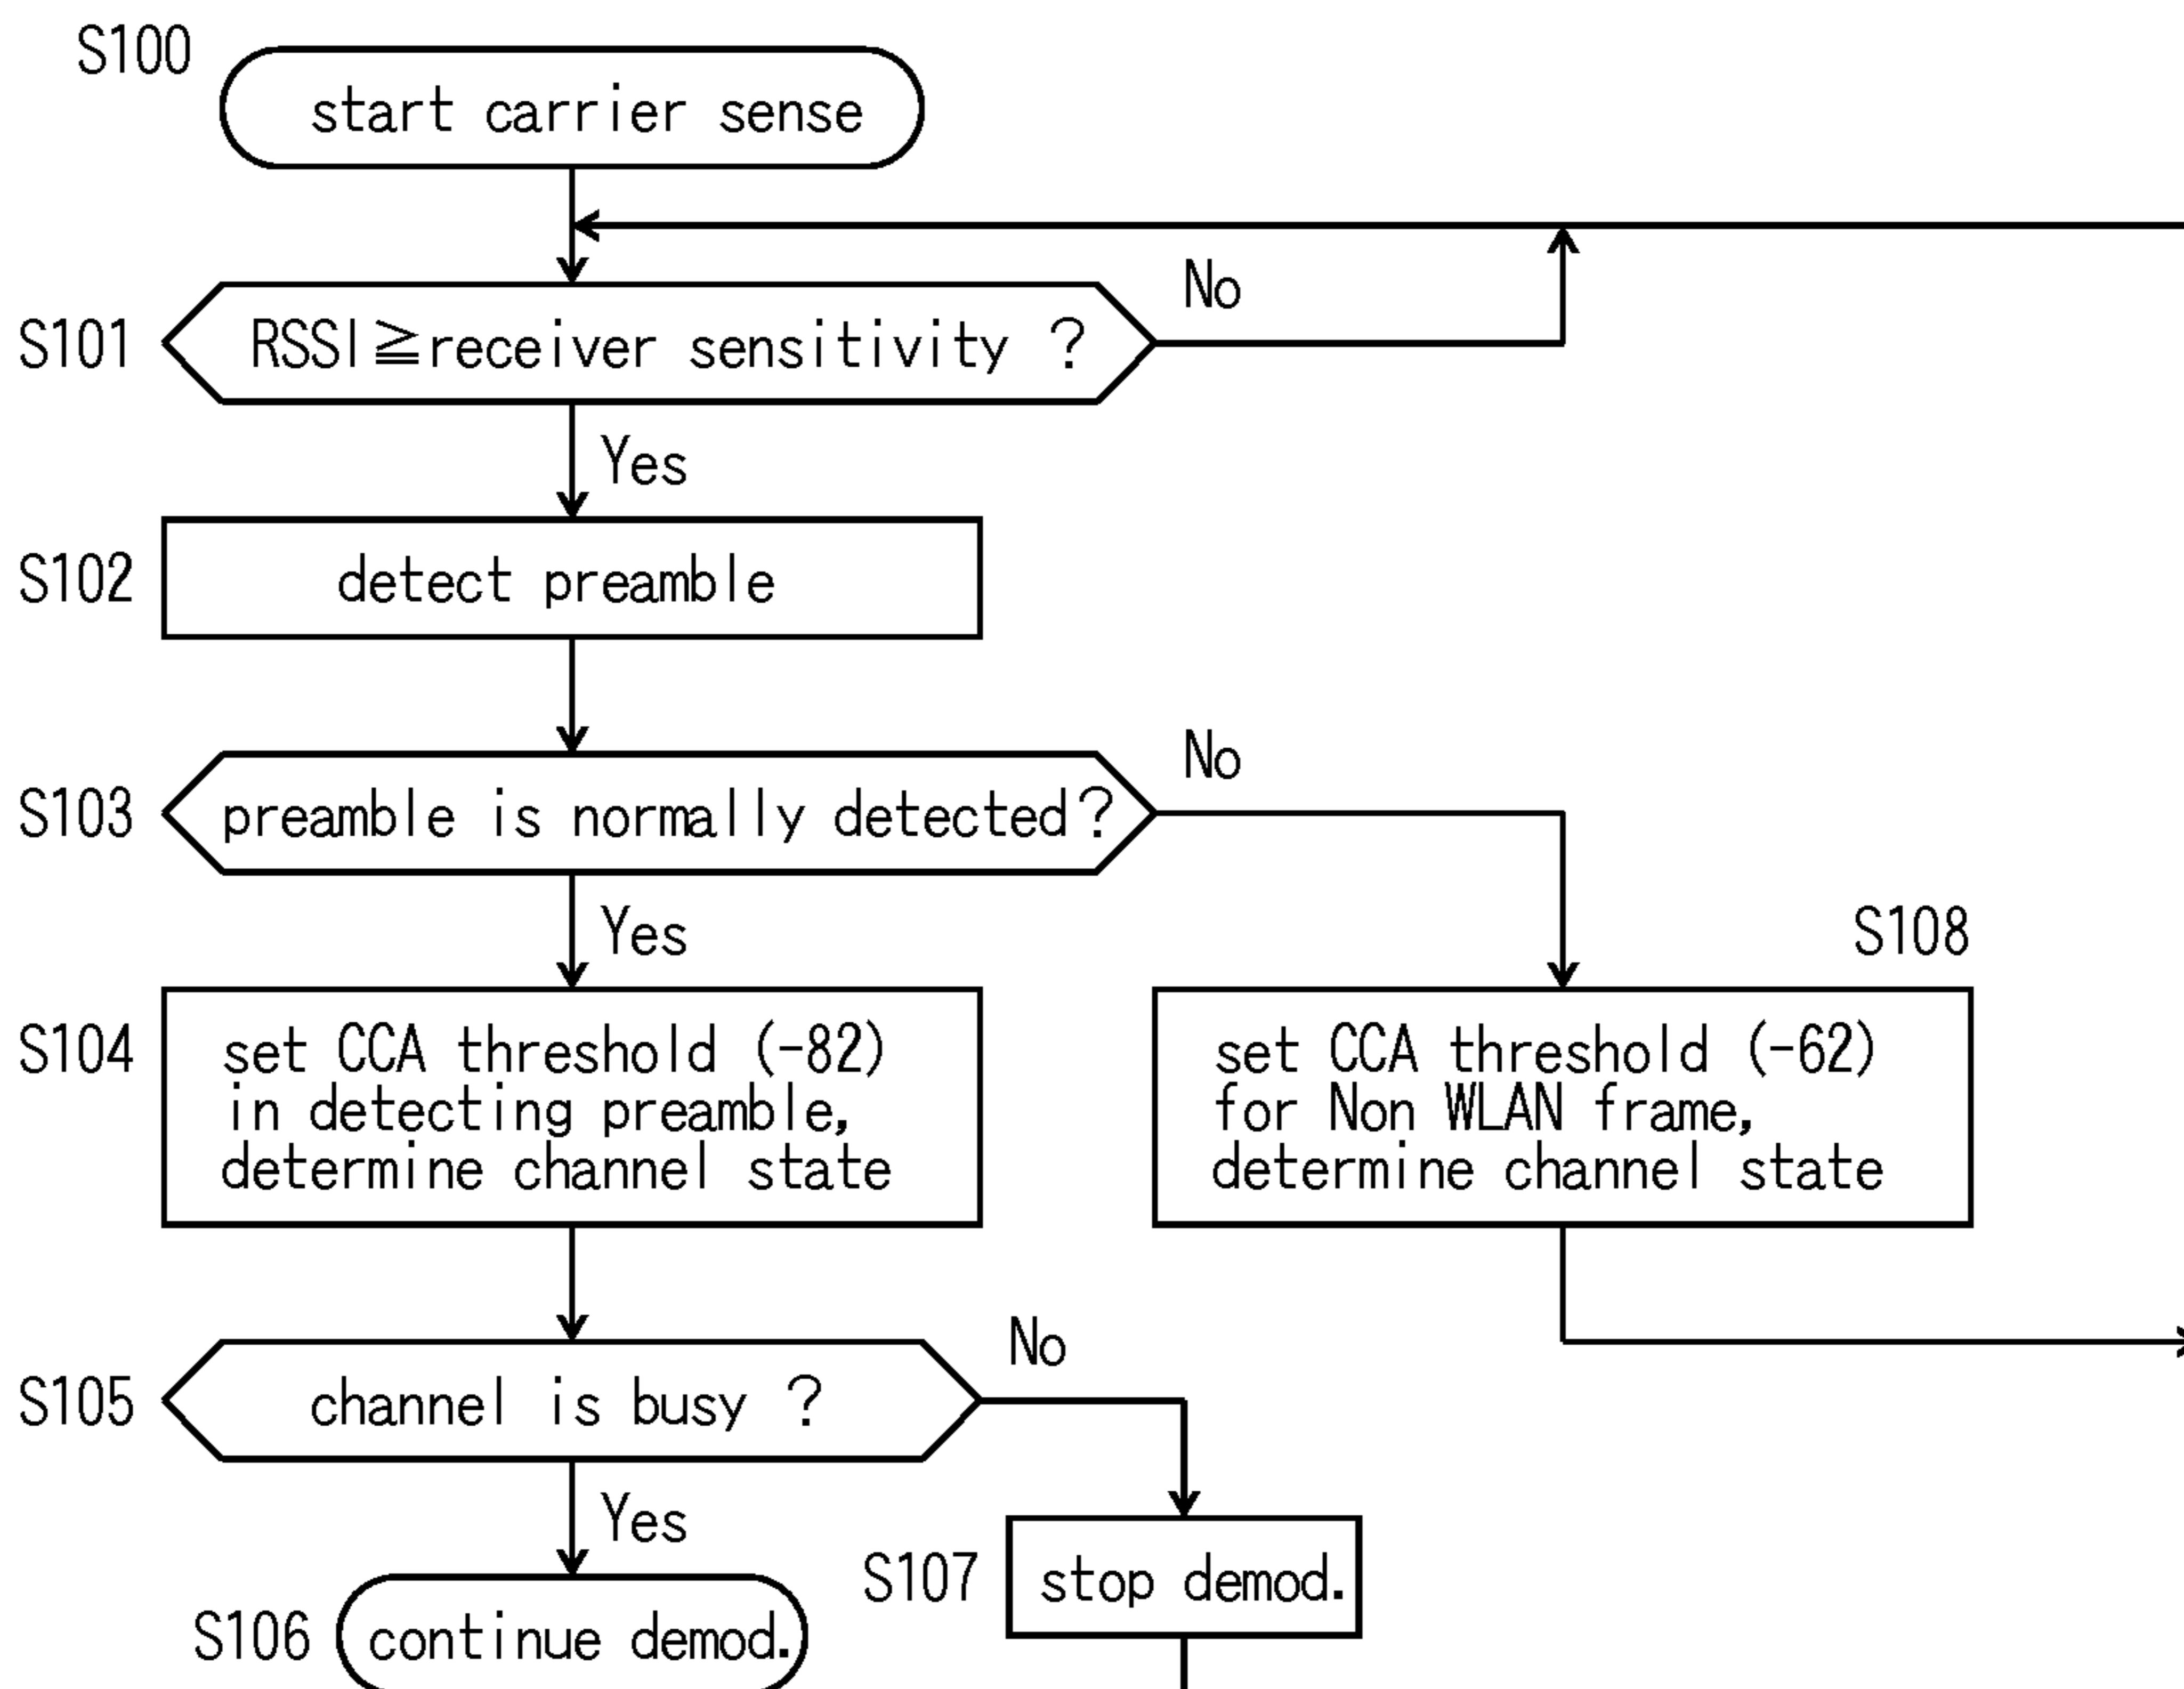 S100
start carrier sense
No
S101
RSSI≧receiver sensitivity ?
Yes
S102
detect preamble
No
S103
preamble is normally detected?
Yes
S108
S104
set CCA threshold (-82)
in detecting preamble,
determine channel state
set CCA threshold (-62)
for Non WLAN frame,
determine channel state
No
S105
channel is busy ?
Yes
S107
stop demod.
S106
continue demod.